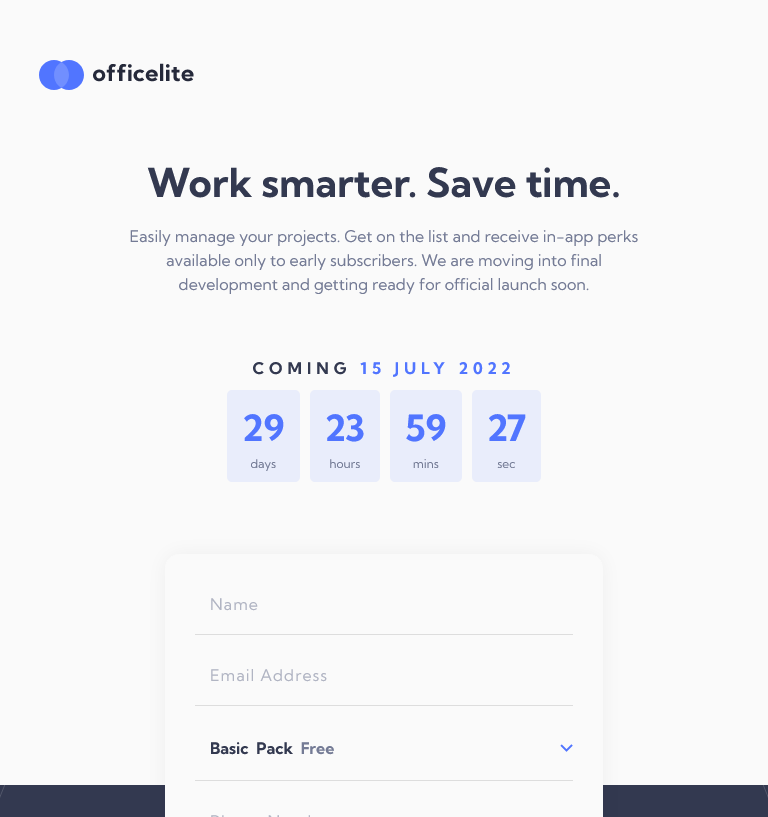 officelite
Work smarter. Save time.
Easily manage your projects. Get on the list and receive in-app perks
available only to early subscribers. We are moving into final
development and getting ready for official launch soon.
COMING 15 JULY 2022
29 23 59 27
days hours mins sec
Name
Email Address
Basic Pack Free